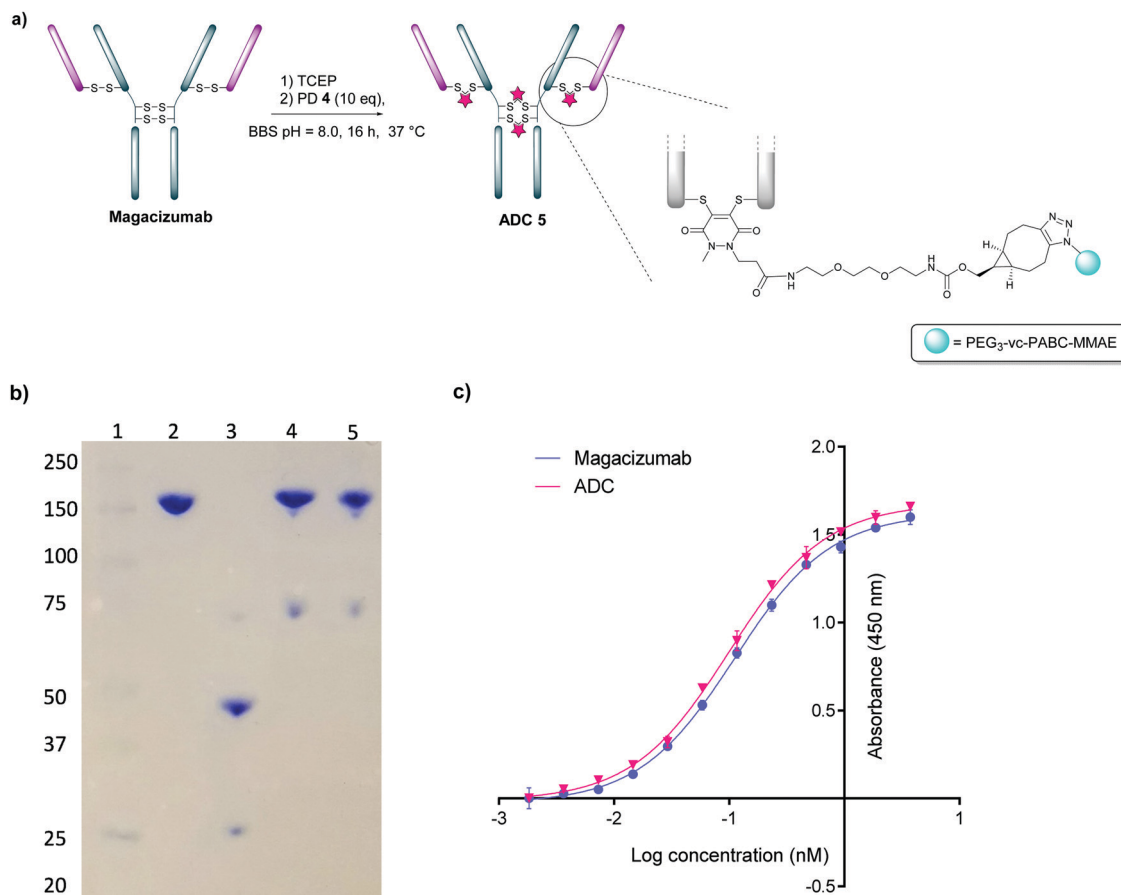 a)
S-S
S-S
S-S
S-S
Magacizumab
1) TCEP
2) PD 4 (10 eq),
BBS pH = 8.0, 16 h, 37 °C
S S
S S
S S
S S
ADC 5
S S
O O
N N
O
N
H
O
O
H
N
O
O
H
H
N
N
N
= PEG3-vc-PABC-MMAE
b)
1 2 3 4 5
250
150
100
75
50
37
25
20
c)
Magacizumab
ADC
2.0
1.5
1.0
0.5
-0.5
-3 -2 -1 1
Absorbance (450 nm)
Log concentration (nM)